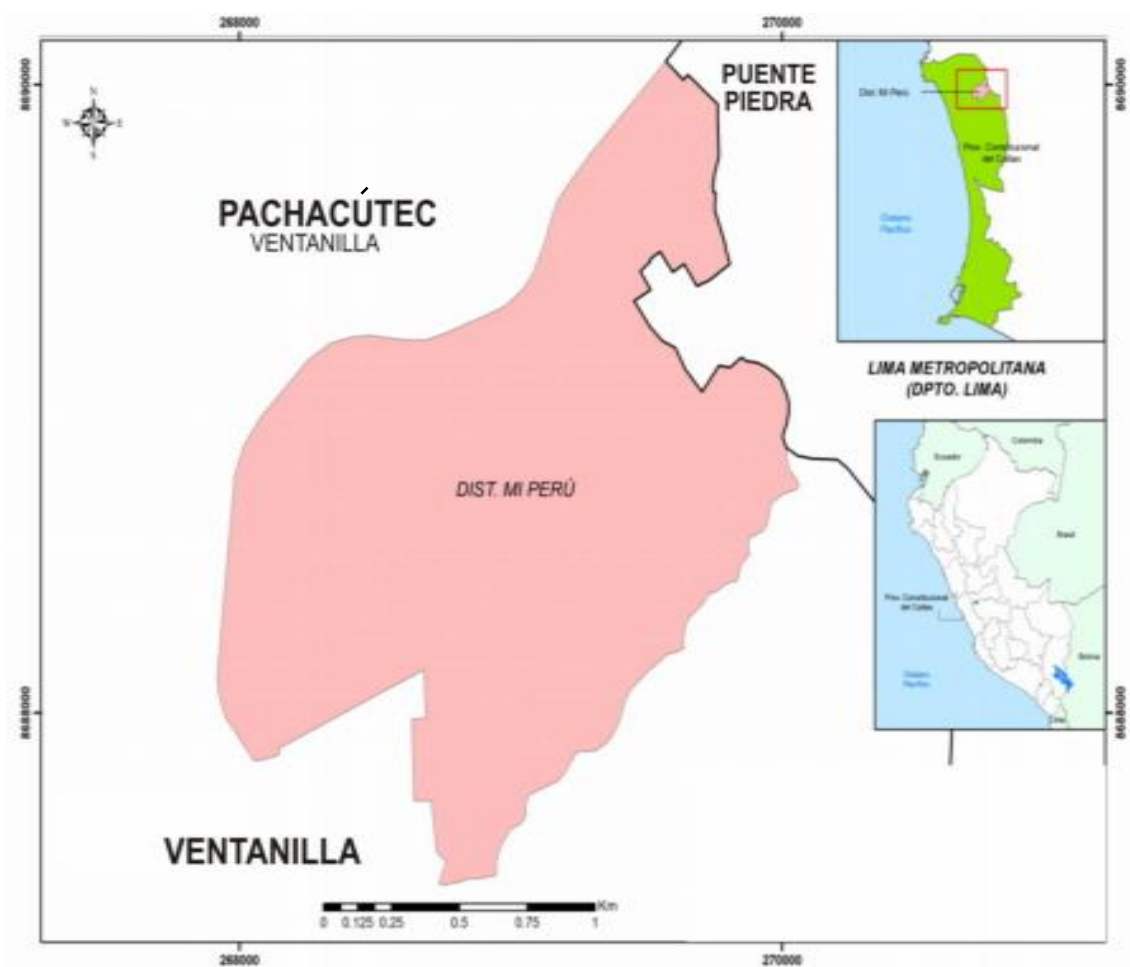 268000
270000
8690000
8690000
N
W
E
S
PUENTE
PIEDRA
Dist. Mi Perú
Prov. Constitucional
del Callao
Océano
Pacífico
PACHACÚTEC
VENTANILLA
LIMA METROPOLITANA
(DPTO. LIMA)
DIST. MI PERÚ
Ecuador
Colombia
Brasil
Prov. Constitucional
del Callao
Océano
Pacífico
Bolivia
Chile
8688000
8688000
VENTANILLA
Km
0 0.125 0.25 0.5 0.75 1
268000
270000